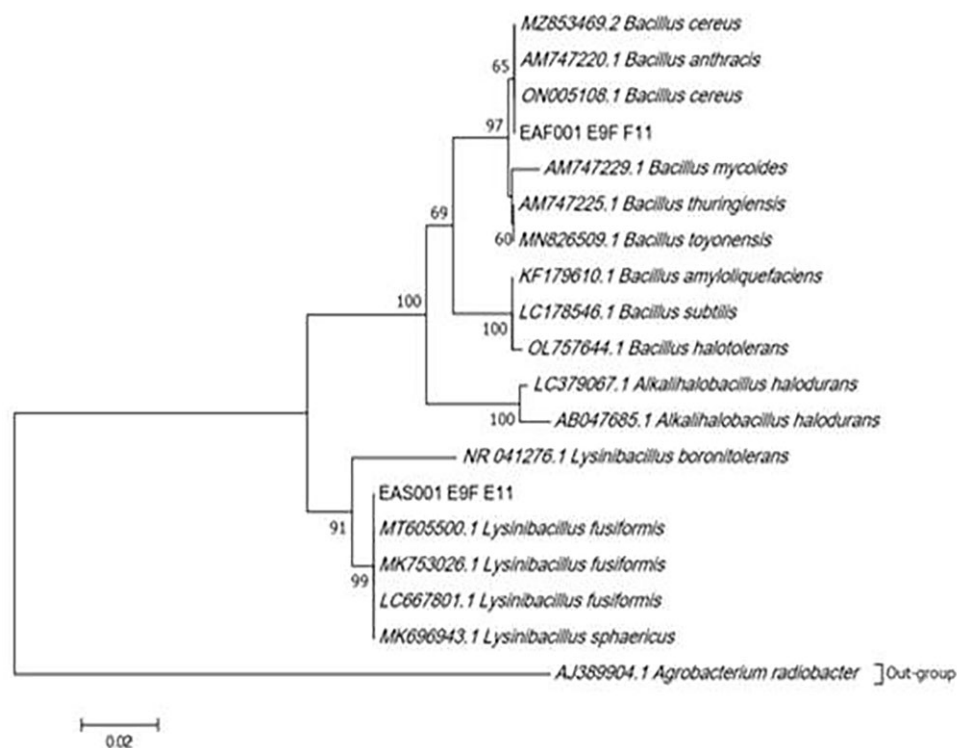 MZ853469.2 Bacillus cereus
65
AM747220.1 Bacillus anthracis
ON005108.1 Bacillus cereus
97
EAF001 E9F F11
AM747229.1 Bacillus mycoides
AM747225.1 Bacillus thuringiensis
69
60
MN826509.1 Bacillus toyonensis
KF179610.1 Bacillus amyloliquefaciens
100
LC178546.1 Bacillus subtilis
100
OL757644.1 Bacillus halotolerans
LC379067.1 Alkalihalobacillus halodurans
100
AB047685.1 Alkalihalobacillus halodurans
NR 041276.1 Lysinibacillus boronitolerans
EAS001 E9F E11
91
MT605500.1 Lysinibacillus fusiformis
MK753026.1 Lysinibacillus fusiformis
99
LC667801.1 Lysinibacillus fusiformis
MK696943.1 Lysinibacillus sphaericus
AJ389904.1 Agrobacterium radiobacter
Out-group
0.02